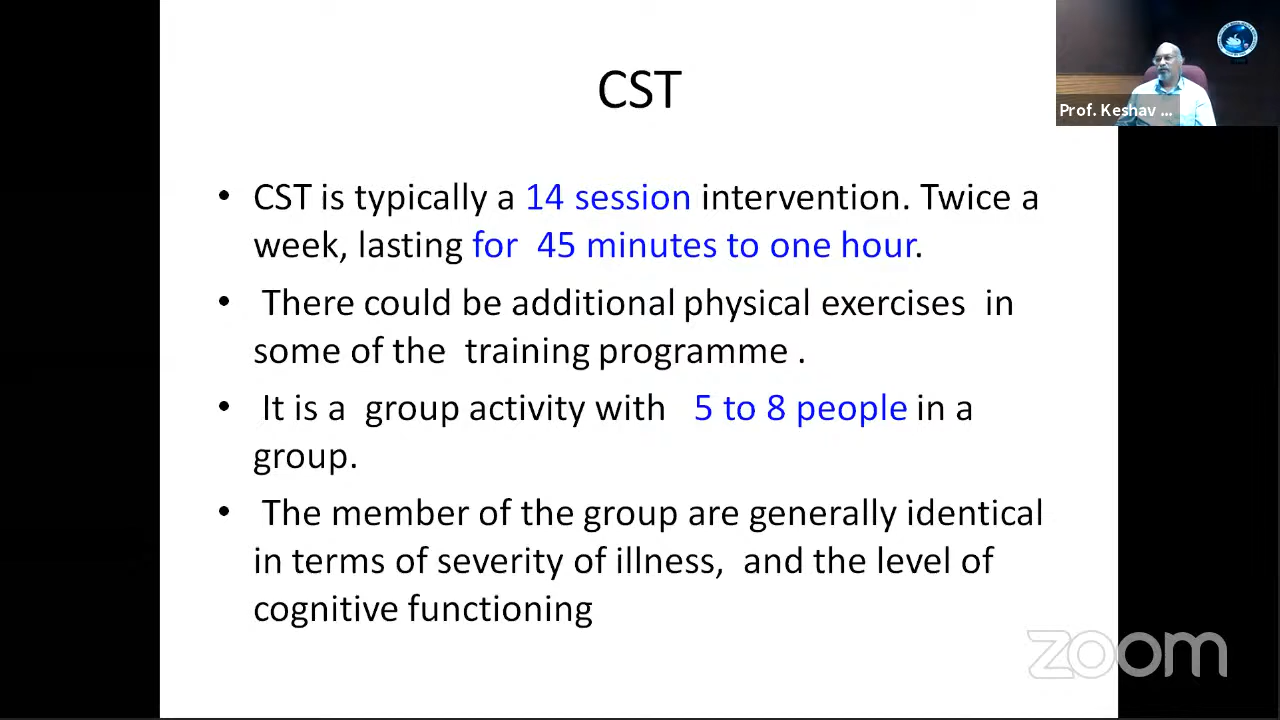 CST
• CST is typically a 14 session intervention. Twice a
week, lasting for 45 minutes to one hour.
• There could be additional physical exercises in
some of the training programme .
• It is a group activity with 5 to 8 people in a
group.
• The member of the group are generally identical
in terms of severity of illness, and the level of
cognitive functioning
Prof. Keshav ...
zoom